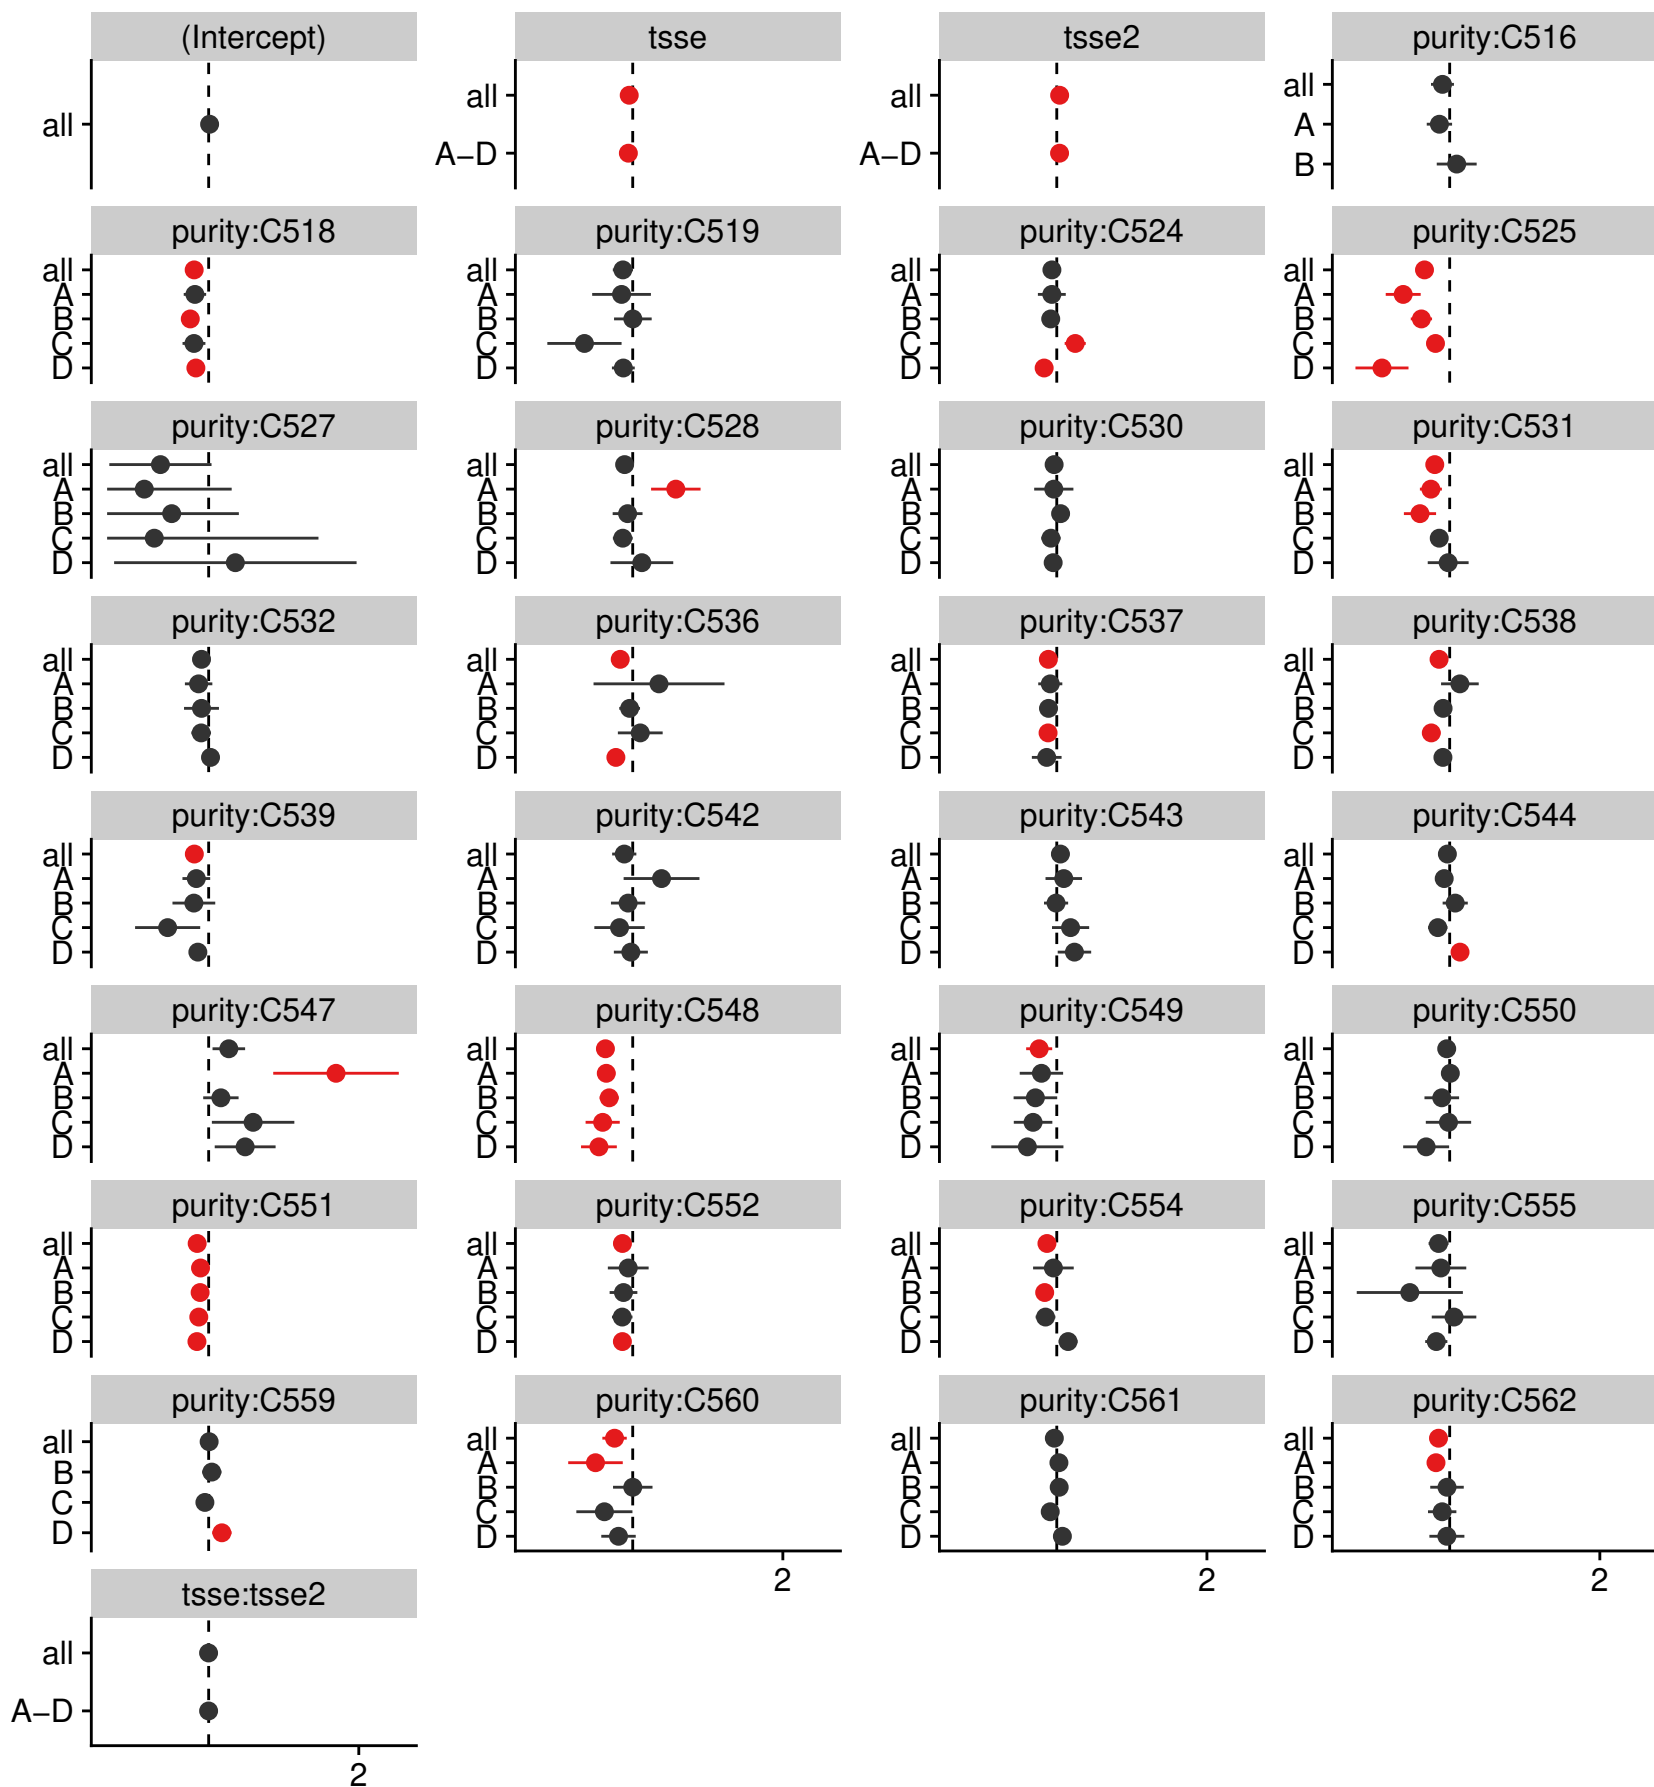 (Intercept)
all
tsse
all
A–D
tsse2
all
A–D
purity:C516
all
A
B
purity:C518
all
A
B
C
D
purity:C519
all
A
B
C
D
purity:C524
all
A
B
C
D
purity:C525
all
A
B
C
D
purity:C527
all
A
B
C
D
purity:C528
all
A
B
C
D
purity:C530
all
A
B
C
D
purity:C531
all
A
B
C
D
purity:C532
all
A
B
C
D
purity:C536
all
A
B
C
D
purity:C537
all
A
B
C
D
purity:C538
all
A
B
C
D
purity:C539
all
A
B
C
D
purity:C542
all
A
B
C
D
purity:C543
all
A
B
C
D
purity:C544
all
A
B
C
D
purity:C547
all
A
B
C
D
purity:C548
all
A
B
C
D
purity:C549
all
A
B
C
D
purity:C550
all
A
B
C
D
purity:C551
all
A
B
C
D
purity:C552
all
A
B
C
D
purity:C554
all
A
B
C
D
purity:C555
all
A
B
C
D
purity:C559
all
B
C
D
purity:C560
all
A
B
C
D
2
purity:C561
all
A
B
C
D
2
purity:C562
all
A
B
C
D
2
tsse:tsse2
all
A–D
2